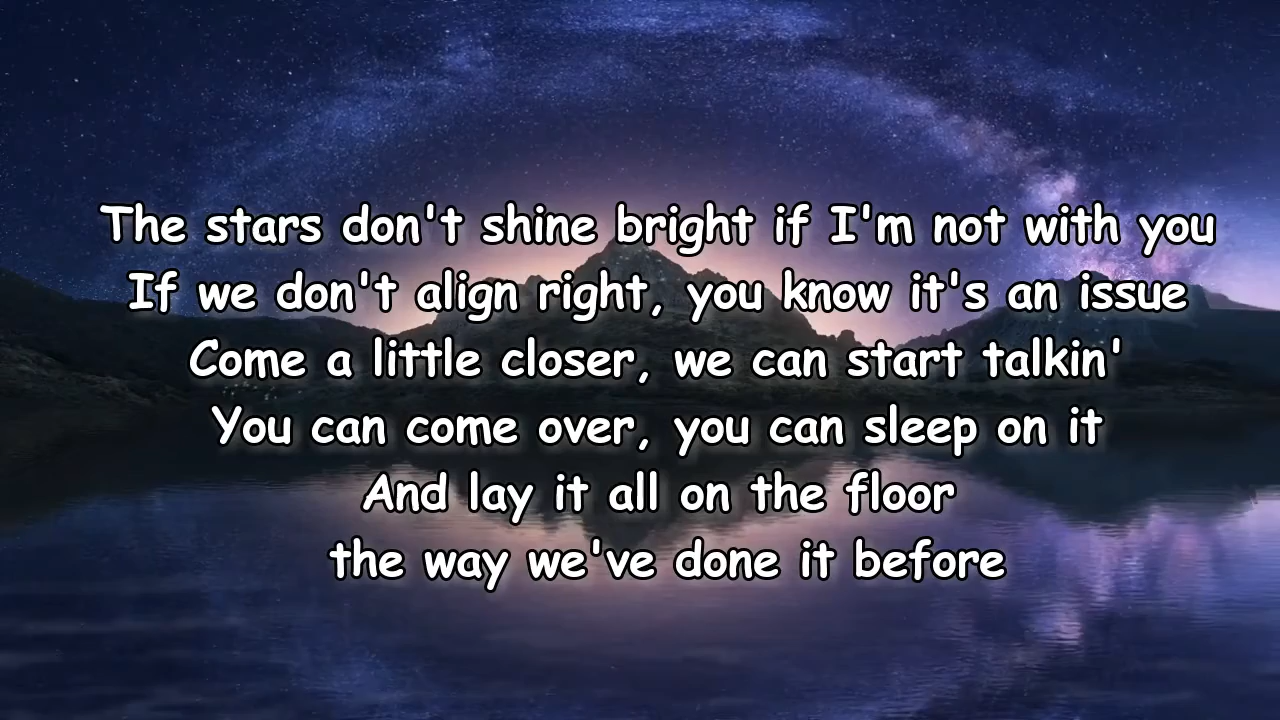 The stars don't shine bright if I'm not with you
If we don't align right, you know it's an issue
Come a little closer, we can start talkin'
You can come over, you can sleep on it
And lay it all on the floor
the way we've done it before